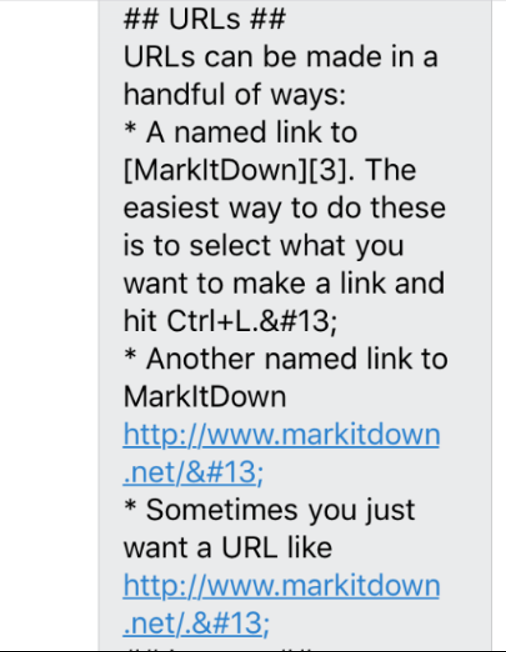 ## URLs ##
URLs can be made in a
handful of ways:
* A named link to
[MarkItDown][3]. The
easiest way to do these
is to select what you
want to make a link and
hit Ctrl+L.&#13;
* Another named link to
MarkItDown
http://www.markitdown
.net/&#13;
* Sometimes you just
want a URL like
http://www.markitdown
.net/.&#13;